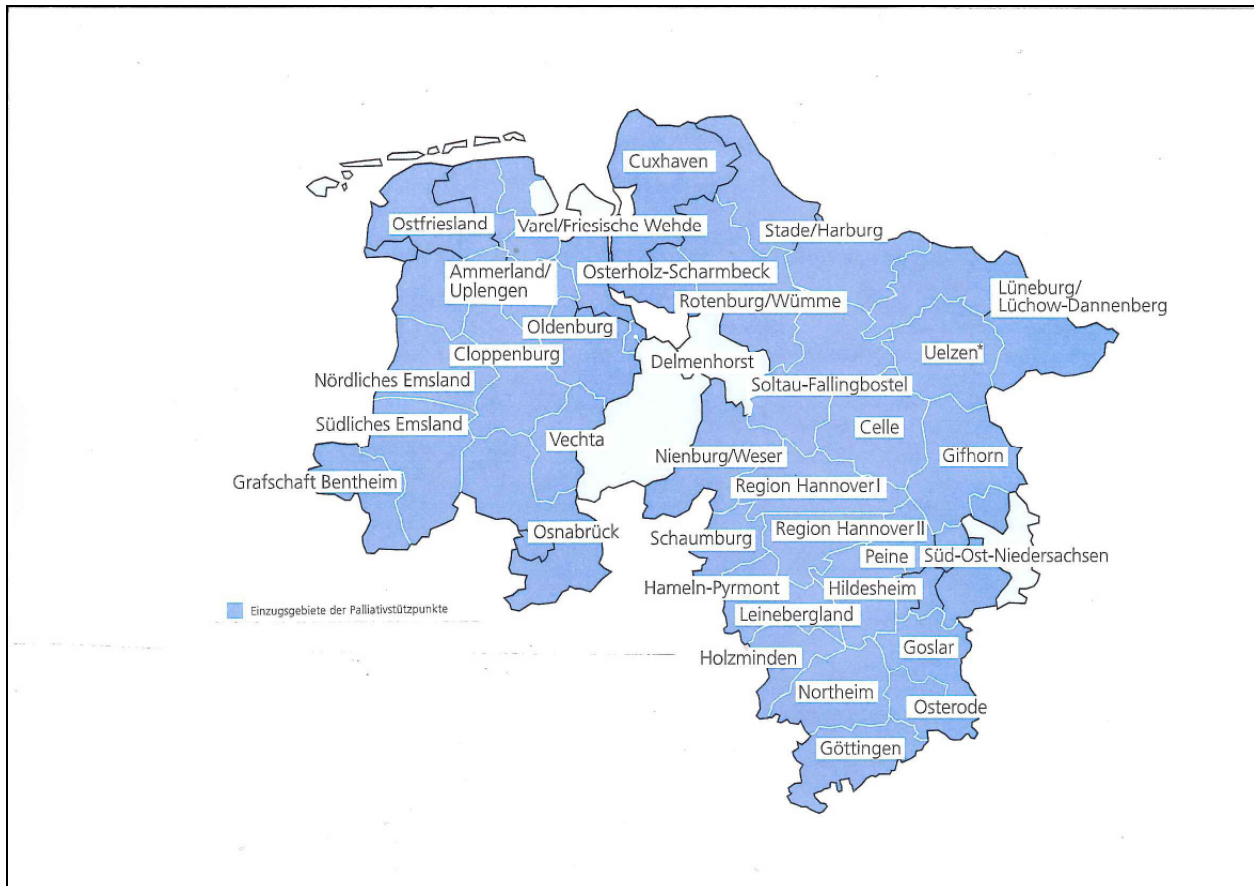 Cuxhaven
Ostfriesland
Varel/Friesische Wehde
Stade/Harburg
Ammerland/
Uplengen
Osterholz-Scharmbeck
Lüneburg/
Lüchow-Dannenberg
Rotenburg/Wümme
Oldenburg
Cloppenburg
Delmenhorst
Uelzen*
Nördliches Emsland
Soltau-Fallingbostel
Südliches Emsland
Vechta
Celle
Nienburg/Weser
Gifhorn
Grafschaft Bentheim
Region Hannover I
Osnabrück
Schaumburg
Region Hannover II
Peine
Süd-Ost-Niedersachsen
Hameln-Pyrmont
Hildesheim
Einzugsgebiete der Palliativstützpunkte
Leinebergland
Goslar
Holzminden
Northeim
Osterode
Göttingen